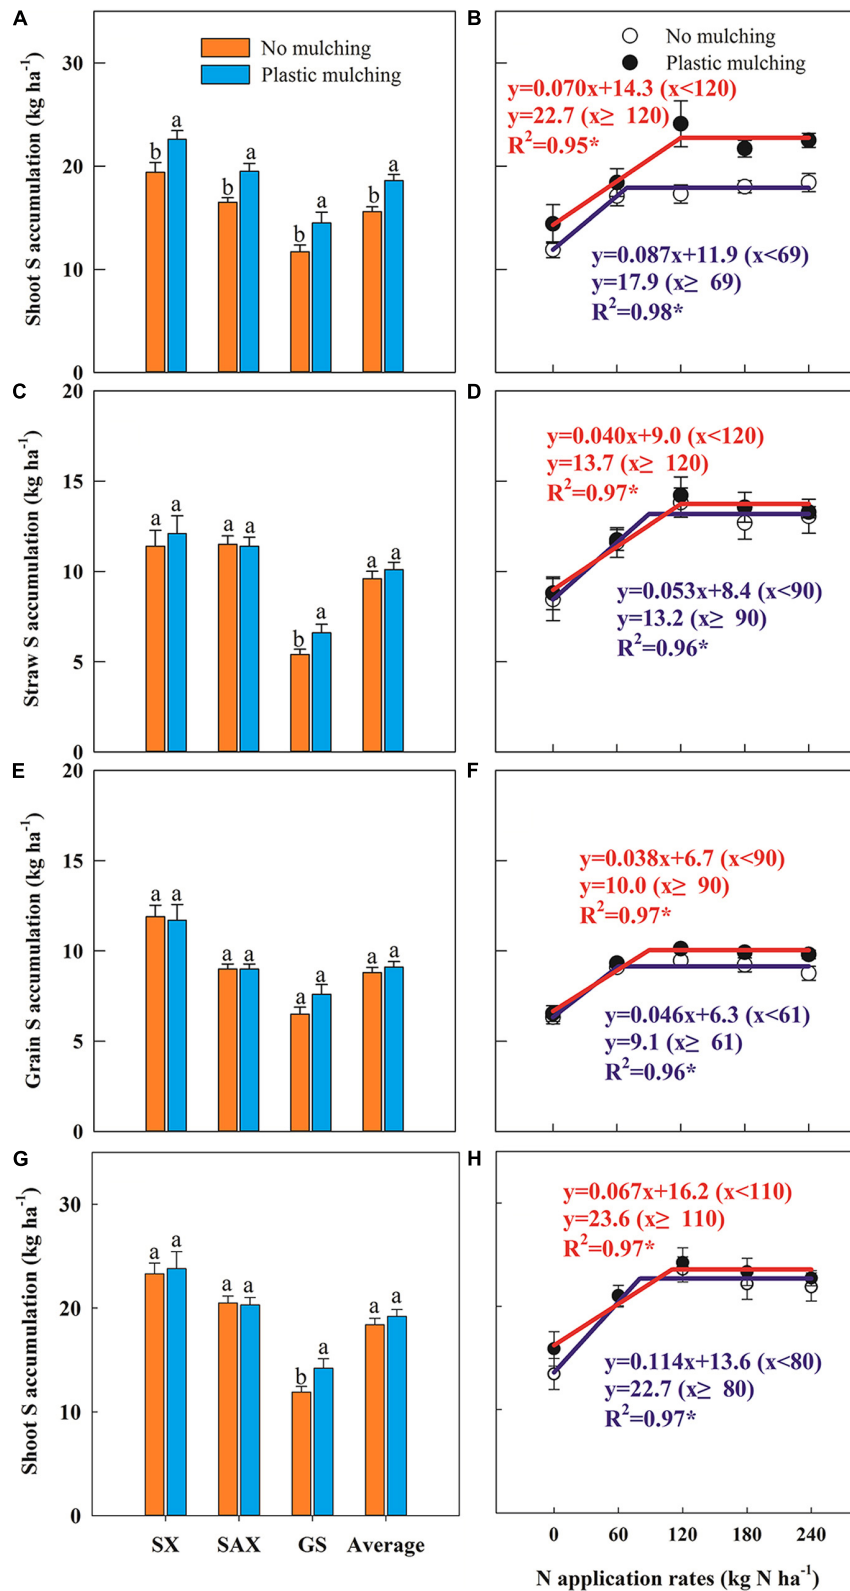 A
B
30
20
10
0
Shoot S accumulation (kg ha⁻¹)
No mulching
Plastic mulching
b a b a b a b a
No mulching
Plastic mulching
y=0.070x+14.3 (x<120)
y=22.7 (x≥ 120)
R²=0.95*
y=0.087x+11.9 (x<69)
y=17.9 (x≥ 69)
R²=0.98*
C
D
20
15
10
5
0
Straw S accumulation (kg ha⁻¹)
a a a a b a a a
y=0.040x+9.0 (x<120)
y=13.7 (x≥ 120)
R²=0.97*
y=0.053x+8.4 (x<90)
y=13.2 (x≥ 90)
R²=0.96*
E
F
20
15
10
5
0
Grain S accumulation (kg ha⁻¹)
a a a a a a a a
y=0.038x+6.7 (x<90)
y=10.0 (x≥ 90)
R²=0.97*
y=0.046x+6.3 (x<61)
y=9.1 (x≥ 61)
R²=0.96*
G
H
30
20
10
0
Shoot S accumulation (kg ha⁻¹)
a a a a b a a a
y=0.067x+16.2 (x<110)
y=23.6 (x≥ 110)
R²=0.97*
y=0.114x+13.6 (x<80)
y=22.7 (x≥ 80)
R²=0.97*
SX SAX GS Average
0 60 120 180 240
N application rates (kg N ha⁻¹)